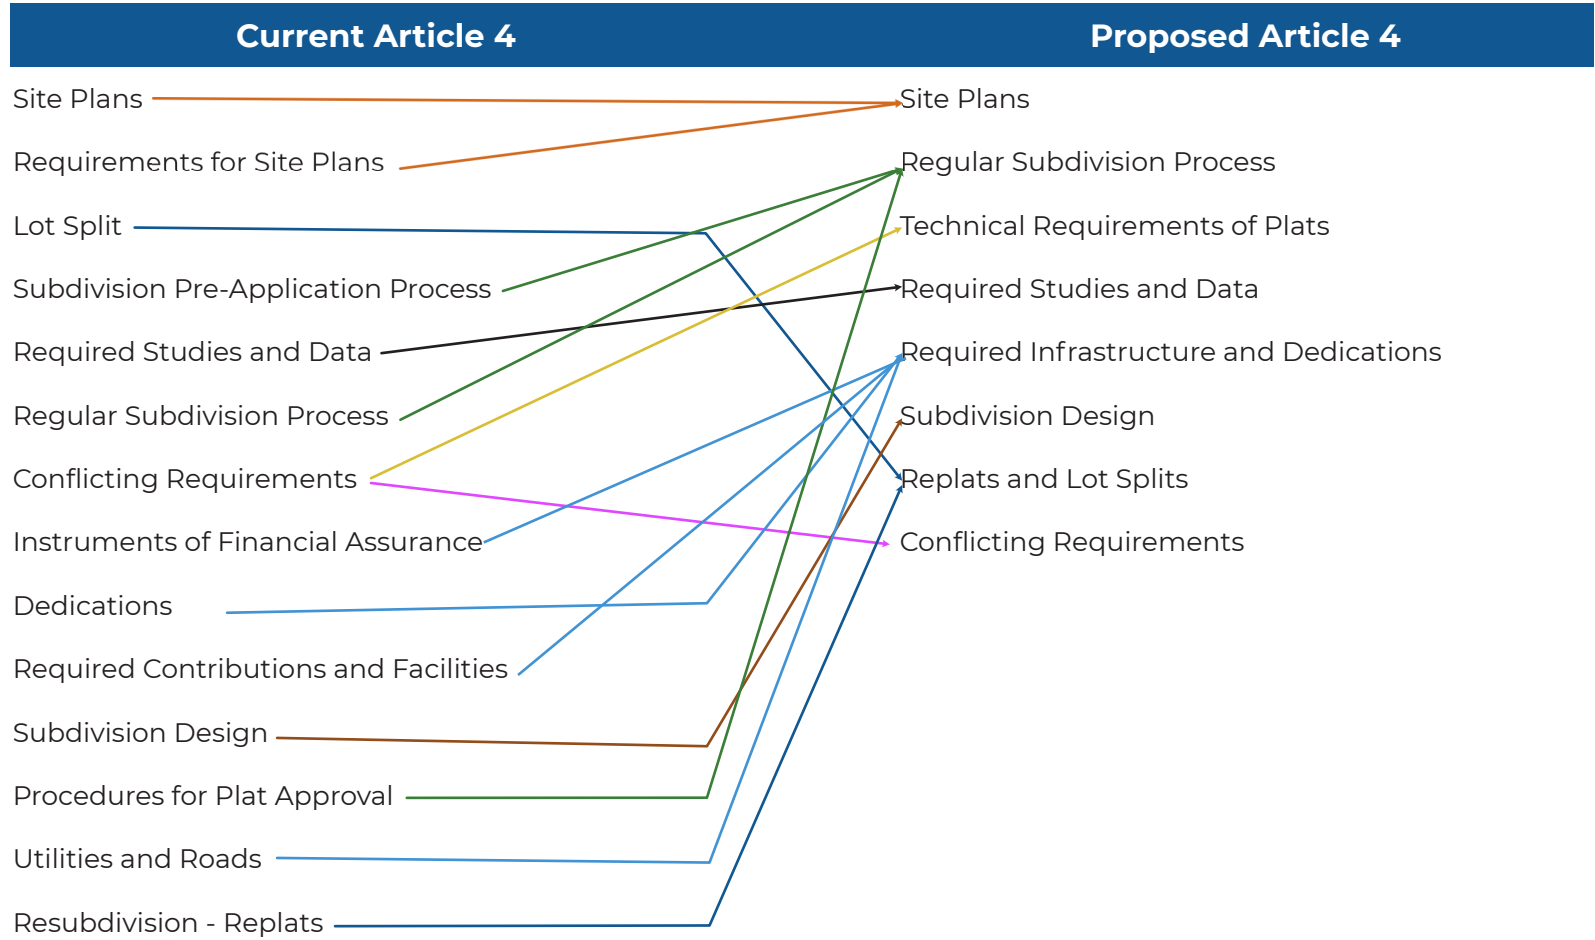 Current Article 4 Proposed Article 4
Site Plans Site Plans
Requirements for Site Plans Regular Subdivision Process
Lot Split Technical Requirements of Plats
Subdivision Pre-Application Process Required Studies and Data
Required Studies and Data Required Infrastructure and Dedications
Regular Subdivision Process Subdivision Design
Conflicting Requirements Replats and Lot Splits
Instruments of Financial Assurance Conflicting Requirements
Dedications
Required Contributions and Facilities
Subdivision Design
Procedures for Plat Approval
Utilities and Roads
Resubdivision - Replats